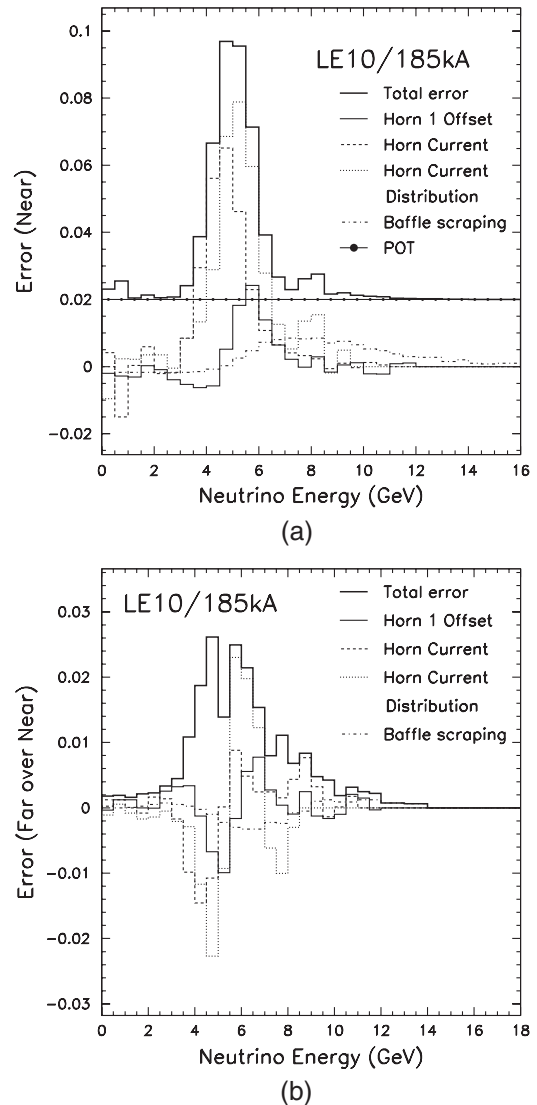 LE10/185kA
Total error
Horn 1 Offset
Horn Current
Horn Current
Distribution
Baffle scraping
POT
Error (Near)
0.1
0.08
0.06
0.04
0.02
0
-0.02
0 2 4 6 8 10 12 14 16
Neutrino Energy (GeV)
(a)
LE10/185kA
Total error
Horn 1 Offset
Horn Current
Horn Current
Distribution
Baffle scraping
Error (Far over Near)
0.03
0.02
0.01
0
-0.01
-0.02
-0.03
0 2 4 6 8 10 12 14 16 18
Neutrino Energy (GeV)
(b)